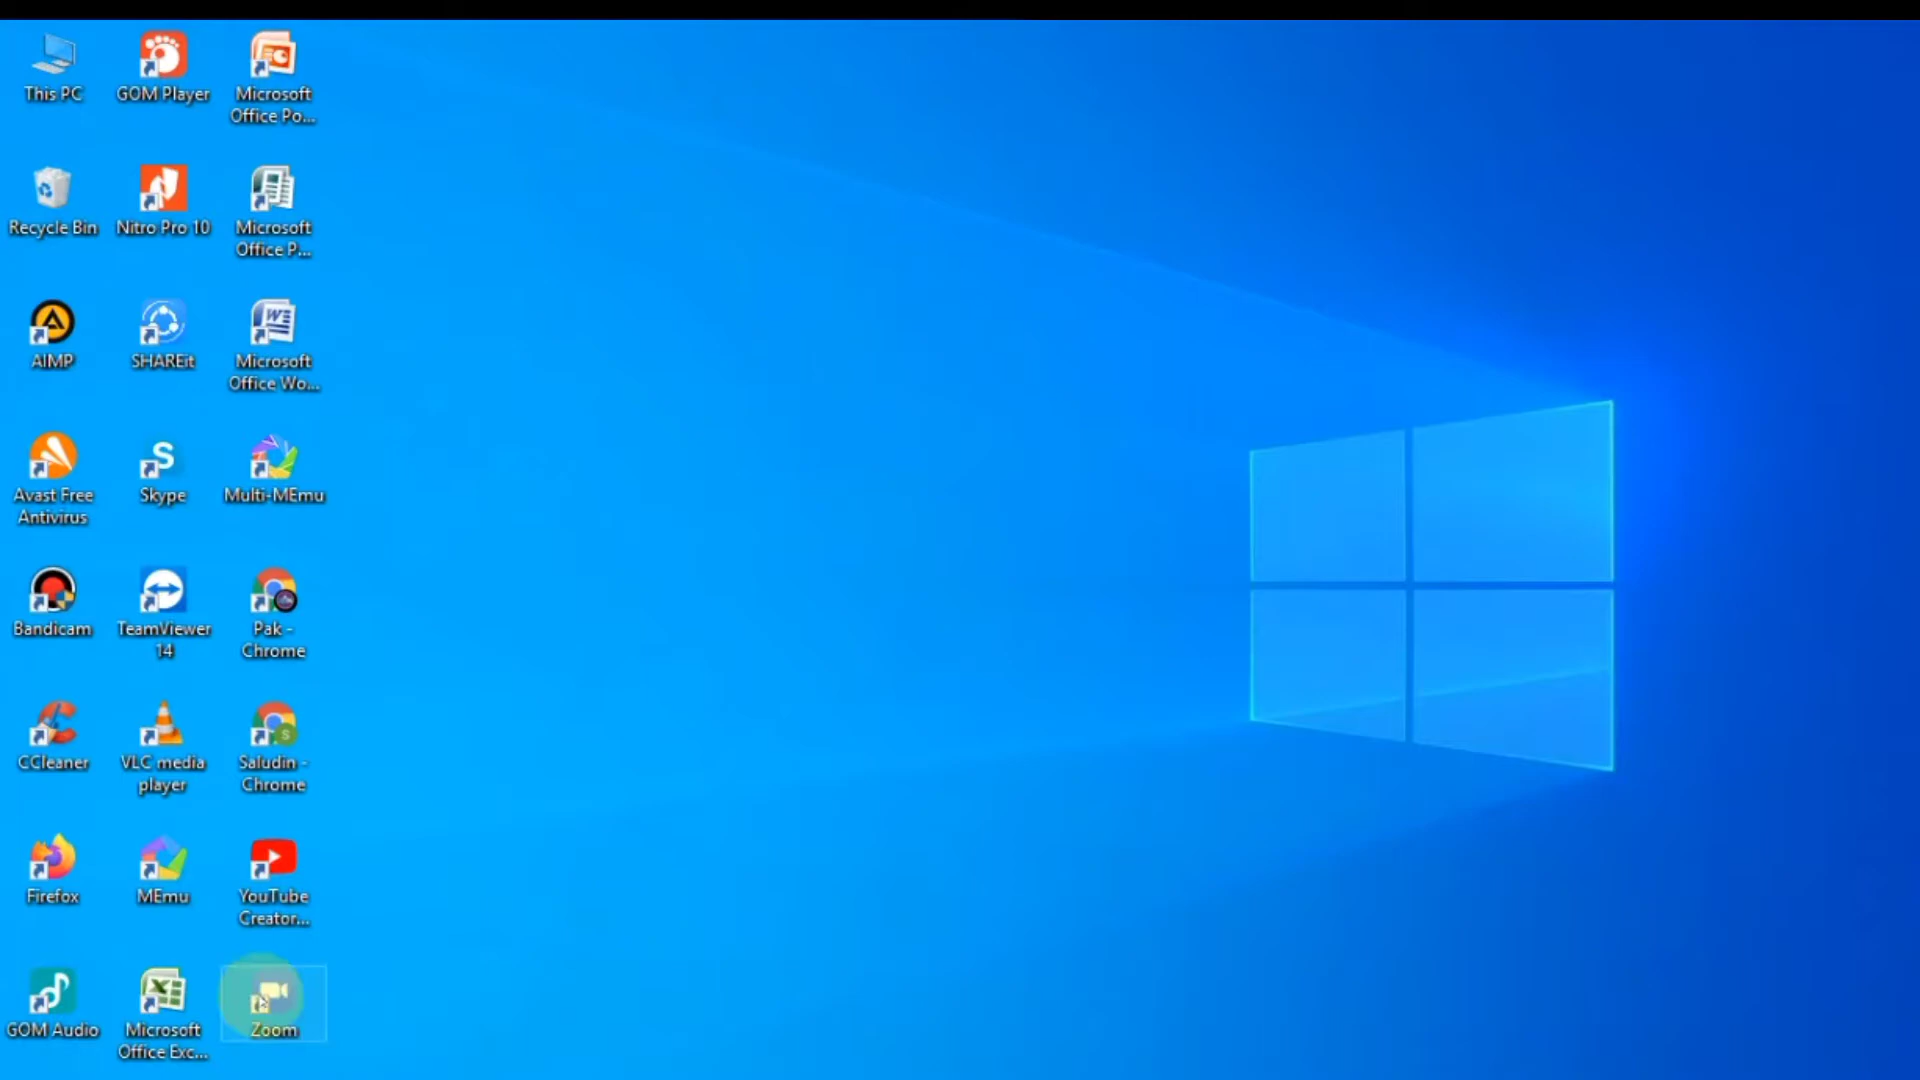 This PC
GOM Player
Microsoft
Office Po...
Recycle Bin
Nitro Pro 10
Microsoft
Office P...
AIMP
SHAREit
Microsoft
Office Wo...
Avast Free
Antivirus
Skype
Multi-MEmu
Bandicam
TeamViewer
14
Pak -
Chrome
CCleaner
VLC media
player
Saludin -
Chrome
Firefox
MEmu
YouTube
Creator...
GOM Audio
Microsoft
Office Exc...
Zoom